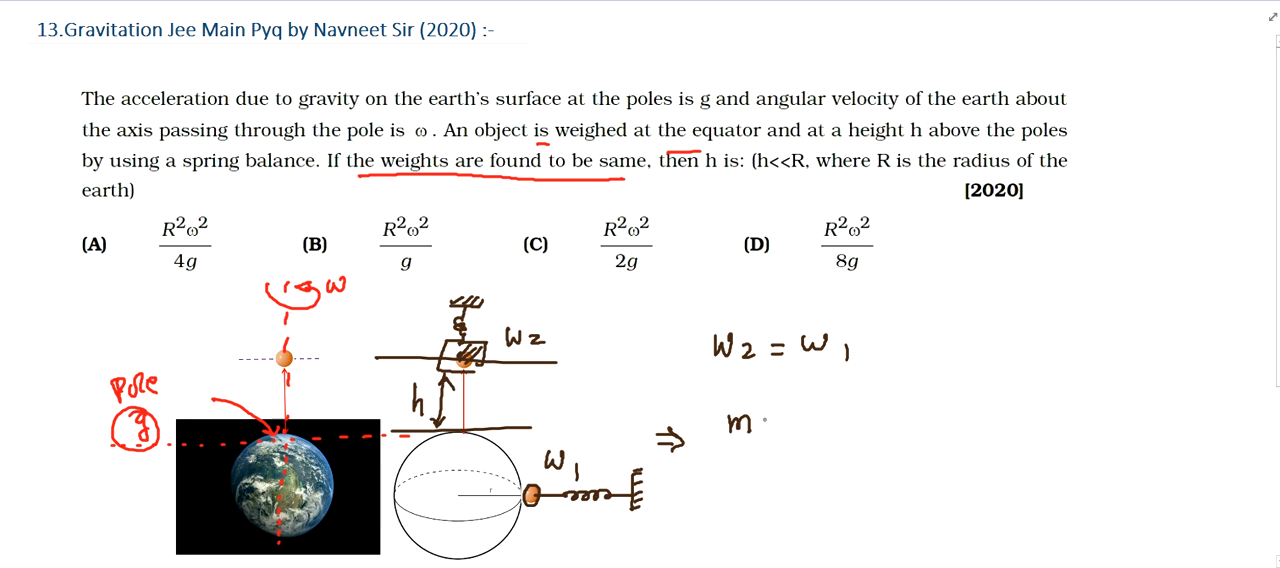 13.Gravitation Jee Main Pyq by Navneet Sir (2020) :-
The acceleration due to gravity on the earth's surface at the poles is g and angular velocity of the earth about
the axis passing through the pole is ω. An object is weighed at the equator and at a height h above the poles
by using a spring balance. If the weights are found to be same, then h is: (h<<R, where R is the radius of the
earth) [2020]
(A) R²ω²/4g (B) R²ω²/g (C) R²ω²/2g (D) R²ω²/8g
ω
W2
W2 = W1
Pole
g
h
⇒ m
W1
r